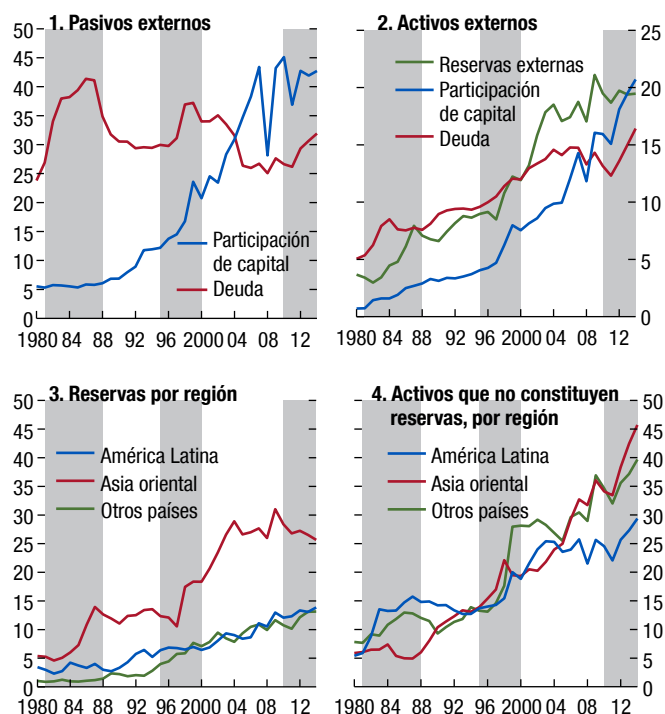 1. Pasivos externos
50
45
40
35
30
25
20
15
10
5
0
Participación
de capital
Deuda
1980 84 88 92 96 2000 04 08 12
2. Activos externos
25
20
15
10
5
0
Reservas externas
Participación
de capital
Deuda
1980 84 88 92 96 2000 04 08 12
3. Reservas por región
50
45
40
35
30
25
20
15
10
5
0
América Latina
Asia oriental
Otros países
1980 84 88 92 96 2000 04 08 12
4. Activos que no constituyen
reservas, por región
50
45
40
35
30
25
20
15
10
5
0
América Latina
Asia oriental
Otros países
1980 84 88 92 96 2000 04 08 12